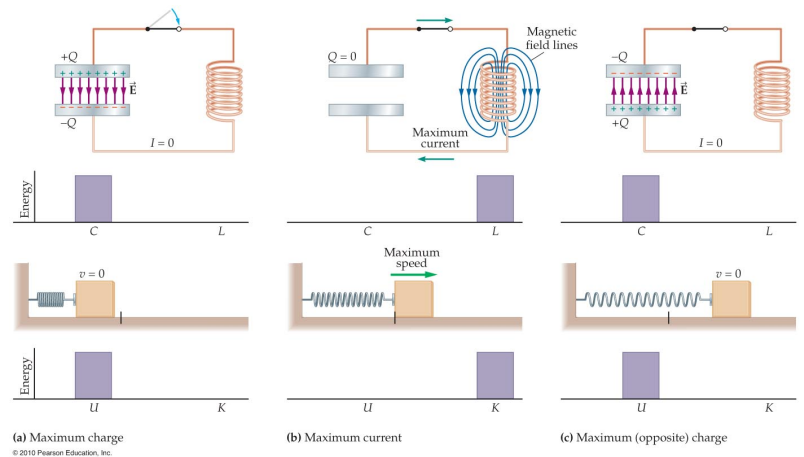 +Q
E
−Q
I = 0
Q = 0
Magnetic
field lines
Maximum
current
−Q
E
+Q
I = 0
Energy
C
L
C
L
C
L
v = 0
Maximum
speed
v = 0
Energy
U
K
U
K
U
K
(a) Maximum charge
(b) Maximum current
(c) Maximum (opposite) charge
© 2010 Pearson Education, Inc.